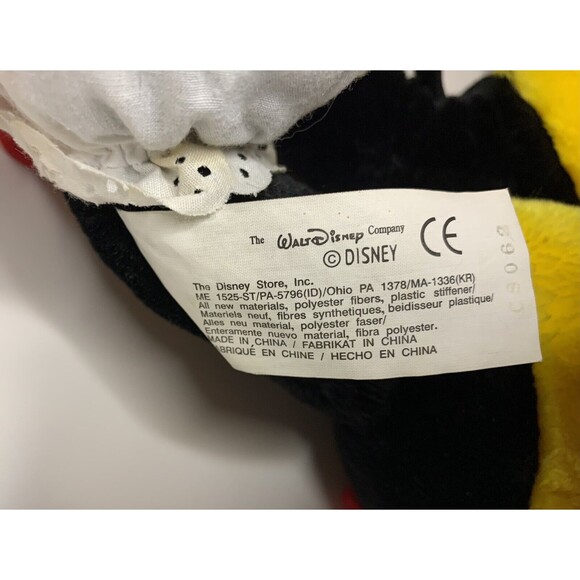 The WALT DISNEP Company CE
© DISNEY
The Disney Store, Inc.
ME 1525-ST/PA-5796(ID)/Ohio PA 1378/MA-1336(KR)
All new materials, polyester fibers, plastic stiffener/
Materiels neuf, fibres synthetiques, beidisseur plastique/
Alles neu material, polyester faser/
Enteramente nuevo material, fibra polyester.
MADE IN CHINA / FABRIKAT IN CHINA
FABRIQUÉ EN CHINE / HECHO EN CHINA